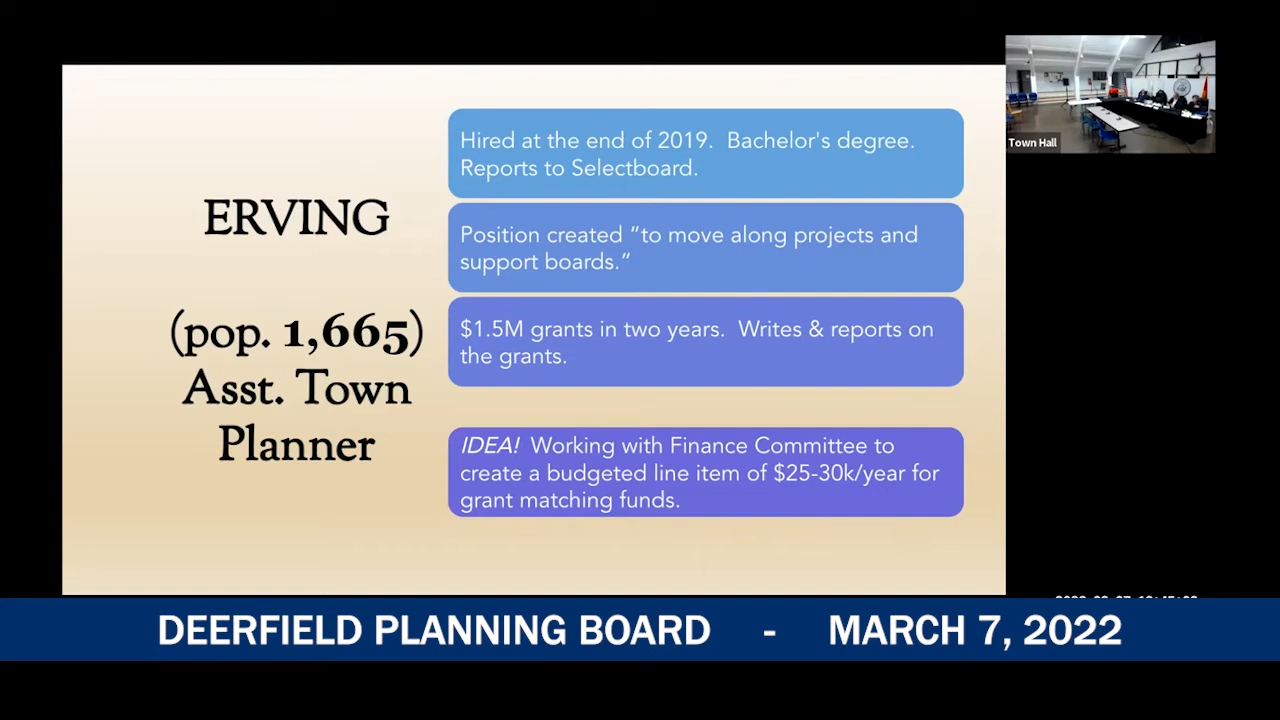 Town Hall
ERVING
(pop. 1,665)
Asst. Town
Planner
Hired at the end of 2019. Bachelor's degree.
Reports to Selectboard.
Position created “to move along projects and
support boards.”
$1.5M grants in two years. Writes & reports on
the grants.
IDEA! Working with Finance Committee to
create a budgeted line item of $25-30k/year for
grant matching funds.
DEERFIELD PLANNING BOARD - MARCH 7, 2022